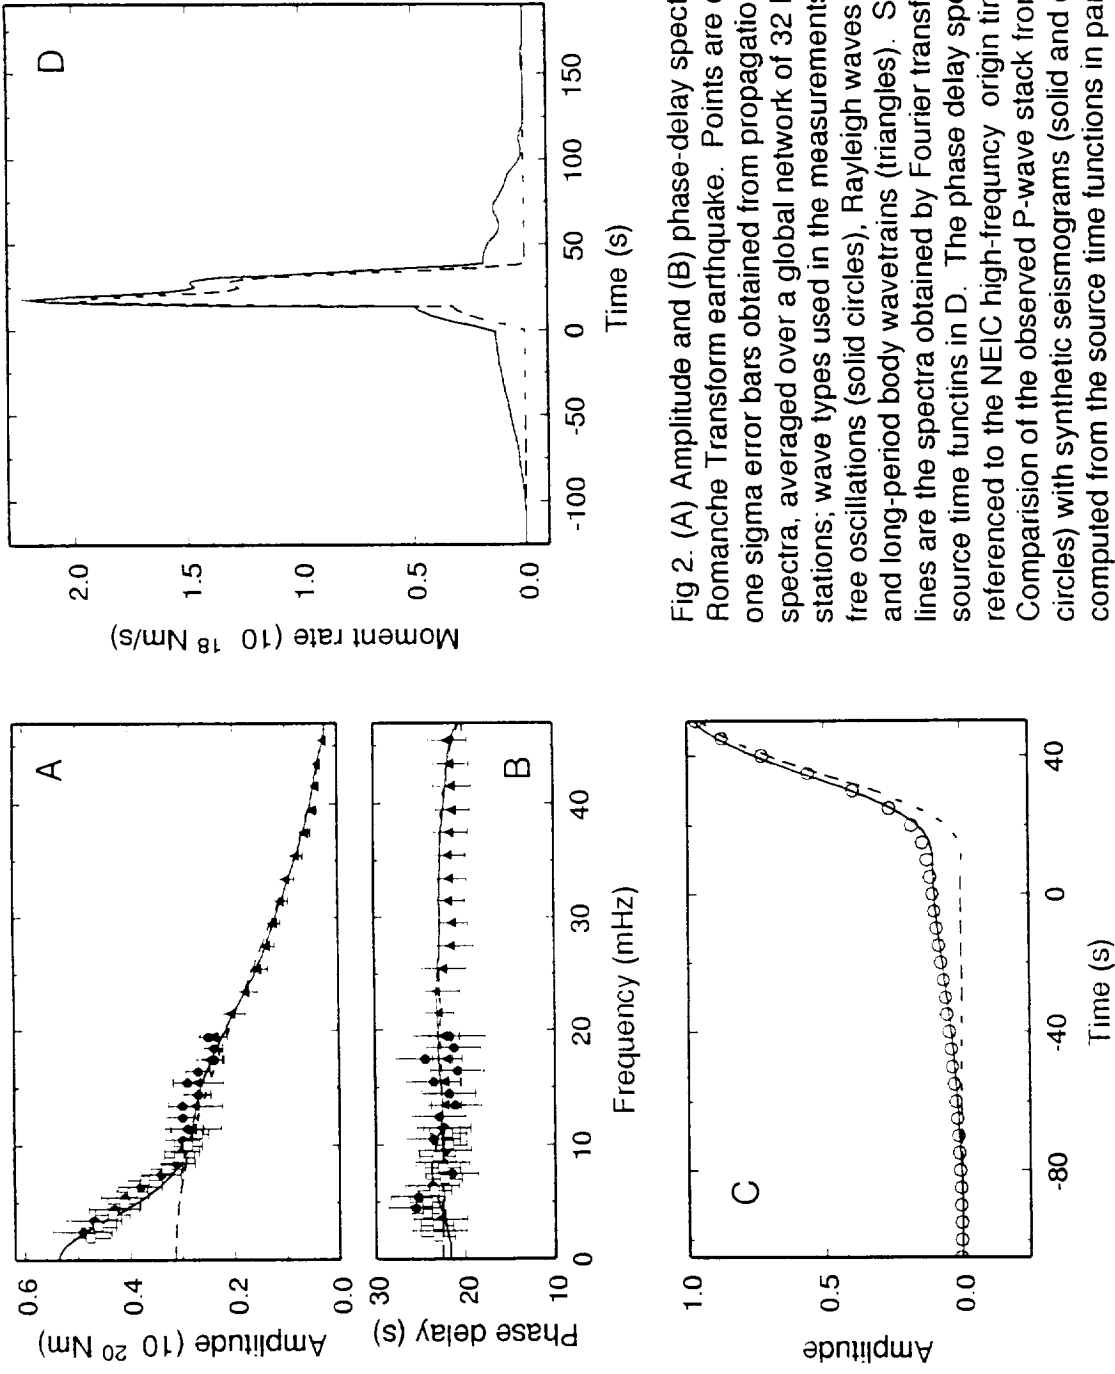 A
0.6
0.4
0.2
0.0
Amplitude (10 20 Nm)
B
30
20
10
Phase delay (s)
0
10
20
30
40
Frequency (mHz)
C
1.0
0.5
0.0
Amplitude
-80
-40
0
40
Time (s)
D
2.0
1.5
1.0
0.5
0.0
Moment rate (10 18 Nm/s)
-100
-50
0
50
100
150
Time (s)
Fig 2. (A) Amplitude and (B) phase-delay spect
Romanche Transform earthquake. Points are
one sigma error bars obtained from propagatio
spectra, averaged over a global network of 32
stations; wave types used in the measurements
free oscillations (solid circles), Rayleigh waves
and long-period body wavetrains (triangles). S
lines are the spectra obtained by Fourier transf
source time functins in D. The phase delay spe
referenced to the NEIC high-frequncy origin tim
Comparision of the observed P-wave stack from
circles) with synthetic seismograms (solid and
computed from the source time functions in pan